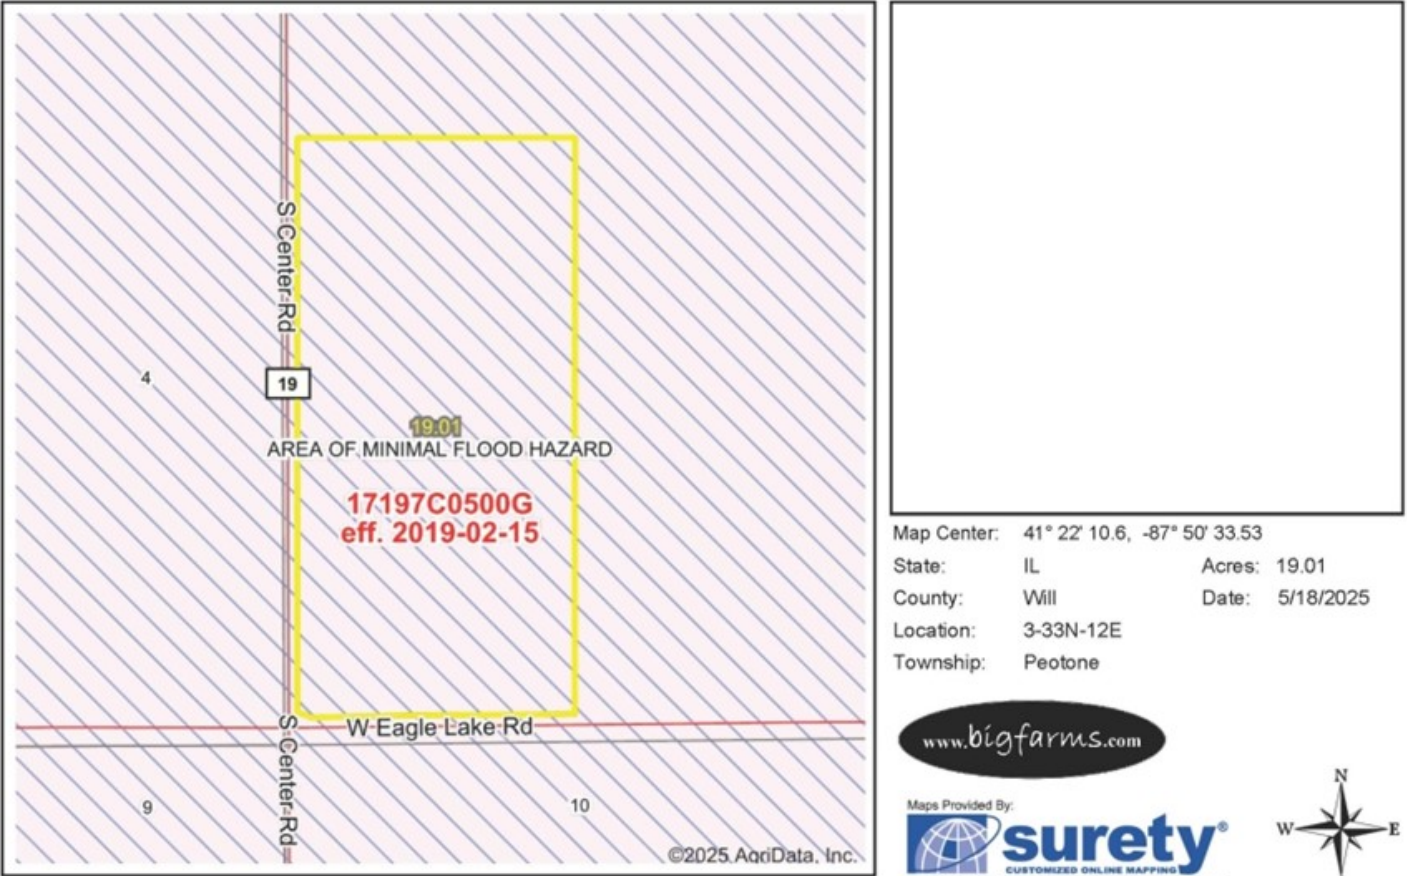 S Center Rd
19
4
19.01
AREA OF MINIMAL FLOOD HAZARD
17197C0500G
eff. 2019-02-15
W Eagle Lake Rd
S Center Rd
9
10
©2025 AgriData, Inc.
Map Center: 41° 22' 10.6, -87° 50' 33.53
State: IL Acres: 19.01
County: Will Date: 5/18/2025
Location: 3-33N-12E
Township: Peotone
www.bigfarms.com
Maps Provided By:
surety®
CUSTOMIZED ONLINE MAPPING
N
W E